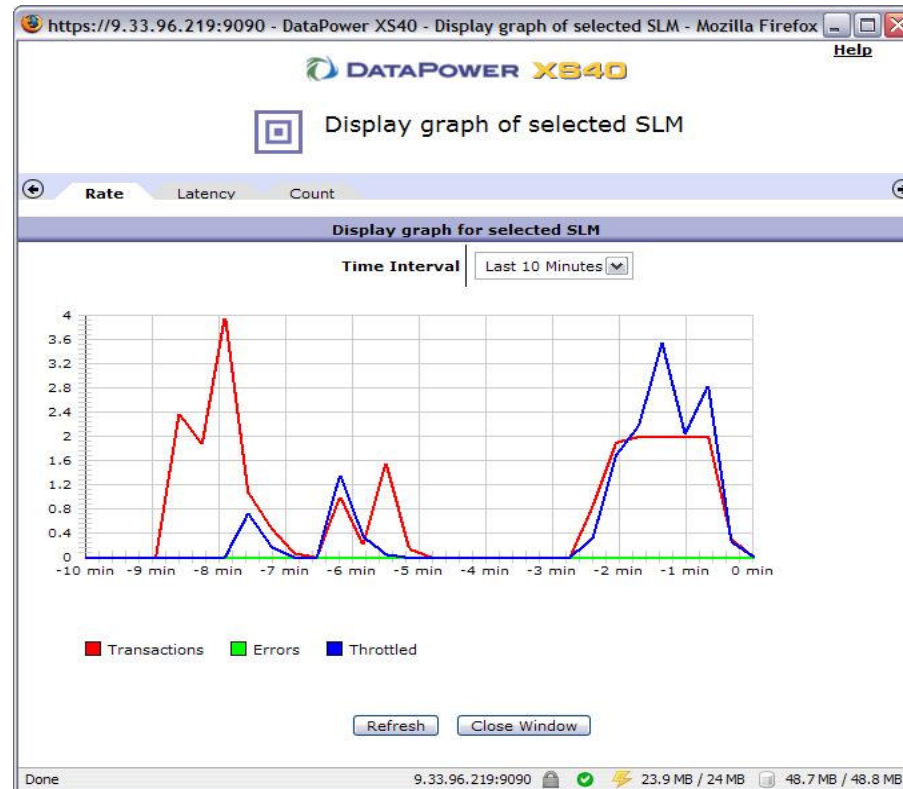 https://9.33.96.219:9090 - DataPower XS40 - Display graph of selected SLM - Mozilla Firefox
Help
DATAPOWER XS40
Display graph of selected SLM
Rate Latency Count
Display graph for selected SLM
Time Interval Last 10 Minutes
4
3.6
3.2
2.8
2.4
2
1.6
1.2
0.8
0.4
0
-10 min -9 min -8 min -7 min -6 min -5 min -4 min -3 min -2 min -1 min 0 min
Transactions Errors Throttled
Refresh Close Window
Done 9.33.96.219:9090 23.9 MB / 24 MB 48.7 MB / 48.8 MB